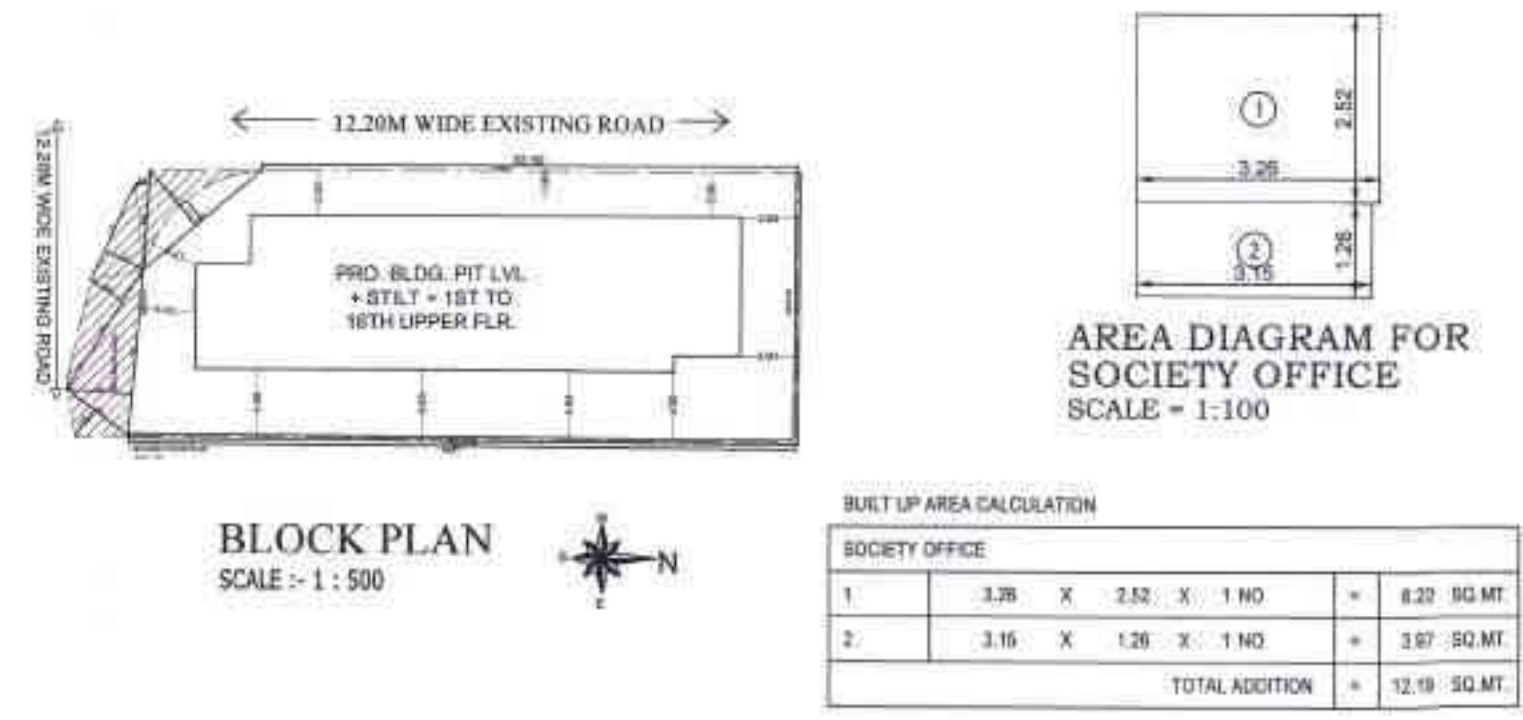 12.20M WIDE EXISTING ROAD
12.20M WIDE EXISTING ROAD
PRO. BLDG. PIT LVL
+ STILT + 1ST TO
18TH UPPER FLR.
BLOCK PLAN
SCALE :- 1 : 500
N
E
1
2.52
3.26
2
3.15
1.26
AREA DIAGRAM FOR
SOCIETY OFFICE
SCALE = 1:100
BUILT UP AREA CALCULATION
SOCIETY OFFICE
1. 3.26 X 2.52 X 1 NO = 8.22 SQ.MT.
2. 3.15 X 1.26 X 1 NO = 3.97 SQ.MT.
TOTAL ADDITION = 12.19 SQ.MT.